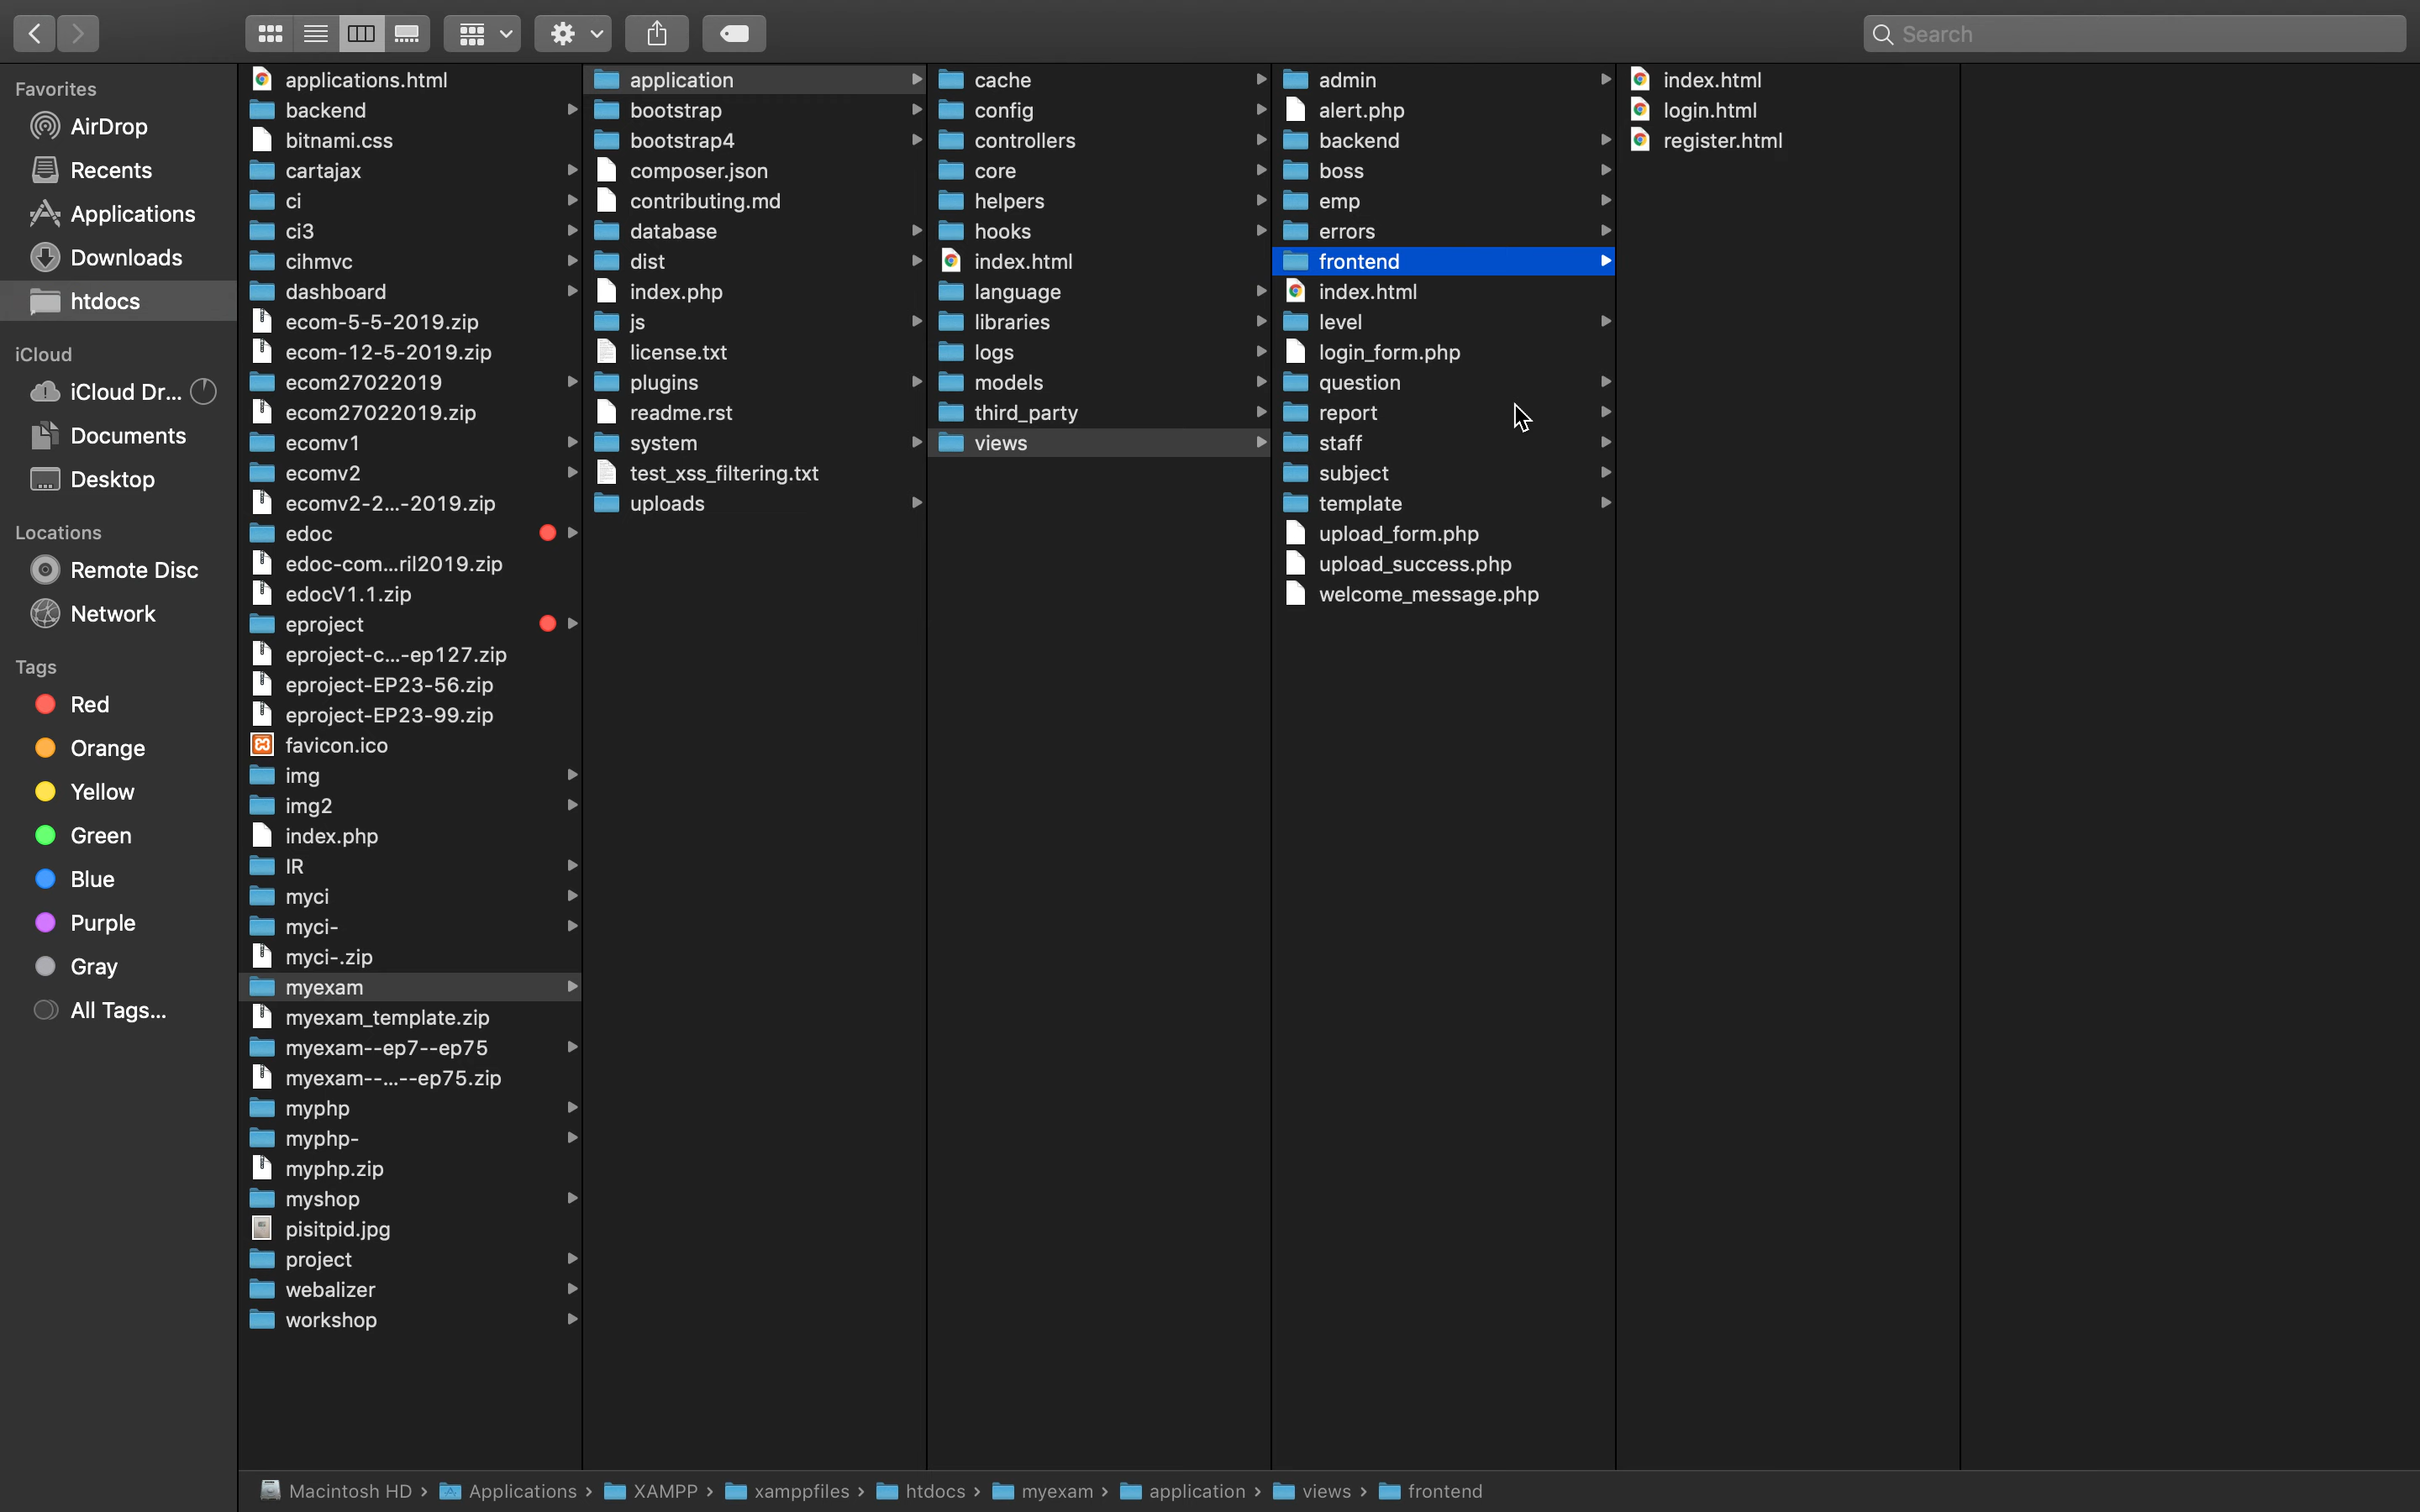 Search
Favorites
AirDrop
Recents
Applications
Downloads
htdocs
iCloud
iCloud Dr...
Documents
Desktop
Locations
Remote Disc
Network
Tags
Red
Orange
Yellow
Green
Blue
Purple
Gray
All Tags...
applications.html
backend
bitnami.css
cartajax
ci
ci3
cihmvc
dashboard
ecom-5-5-2019.zip
ecom-12-5-2019.zip
ecom27022019
ecom27022019.zip
ecomv1
ecomv2
ecomv2-2...-2019.zip
edoc
edoc-com...ril2019.zip
edocV1.1.zip
eproject
eproject-c...-ep127.zip
eproject-EP23-56.zip
eproject-EP23-99.zip
favicon.ico
img
img2
index.php
IR
myci
myci-
myci-.zip
myexam
myexam_template.zip
myexam--ep7--ep75
myexam--...--ep75.zip
myphp
myphp-
myphp.zip
myshop
pisitpid.jpg
project
webalizer
workshop
application
bootstrap
bootstrap4
composer.json
contributing.md
database
dist
index.php
js
license.txt
plugins
readme.rst
system
test_xss_filtering.txt
uploads
cache
config
controllers
core
helpers
hooks
index.html
language
libraries
logs
models
third_party
views
admin
alert.php
backend
boss
emp
errors
frontend
index.html
level
login_form.php
question
report
staff
subject
template
upload_form.php
upload_success.php
welcome_message.php
index.html
login.html
register.html
Macintosh HD › Applications › XAMPP › xamppfiles › htdocs › myexam › application › views › frontend